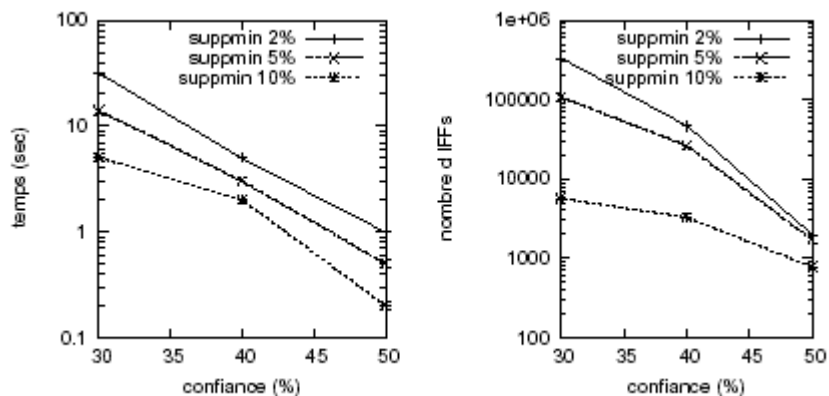 100
10
1
0.1
temps (sec)
suppmin 2%
suppmin 5%
suppmin 10%
30 35 40 45 50
confiance (%)
1e+06
100000
10000
1000
100
nombre d IFFs
suppmin 2%
suppmin 5%
suppmin 10%
30 35 40 45 50
confiance (%)